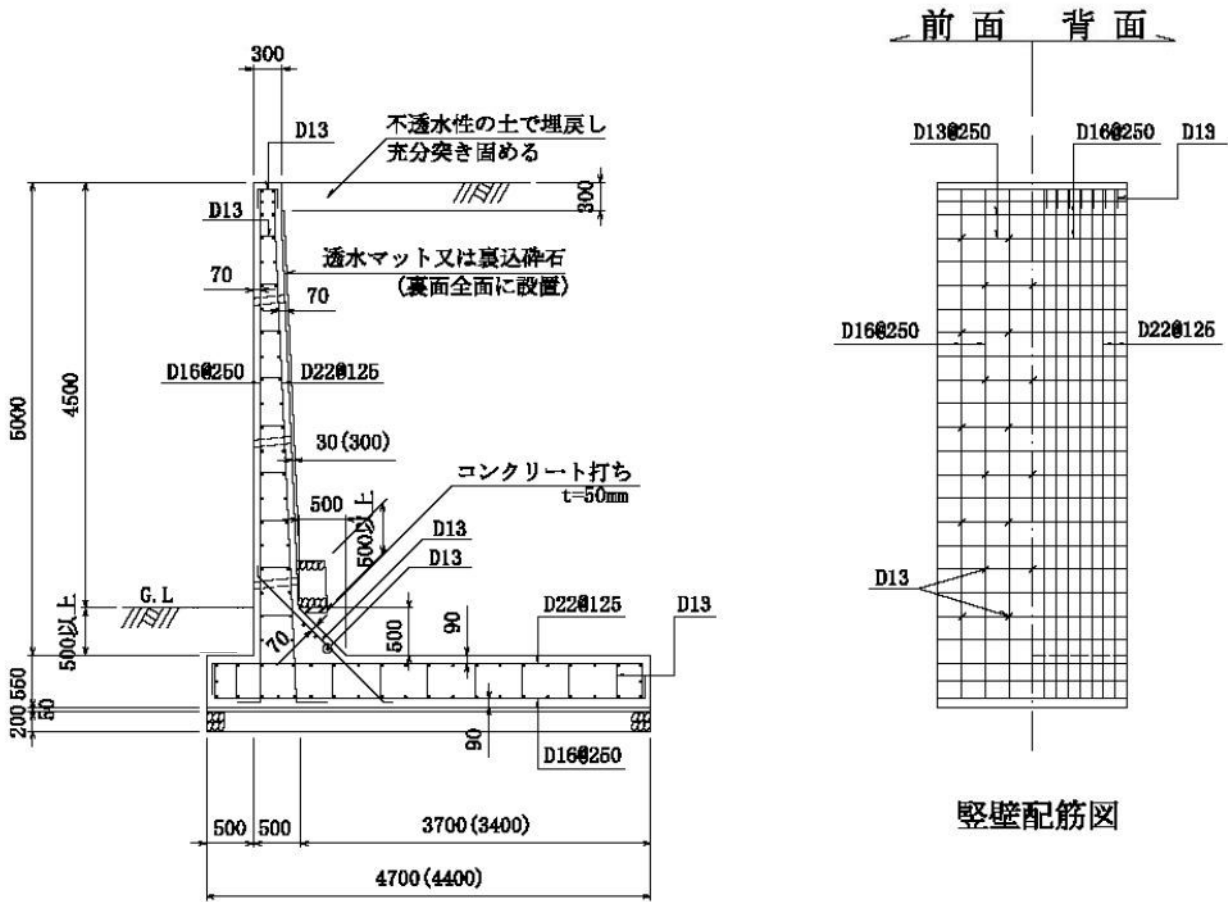 300
D13
不透水性の土で埋戻し
充分突き固める
300
D13
透水マット又は裏込砕石
(裏面全面に設置)
70
70
D16@250
D22@125
5000
4500
30(300)
コンクリート打ち
t=50mm
500
500以上
D13
D13
G.L
500以上
70
500
90
D22@125
D13
550
200
50
90
D16@250
500
500
3700(3400)
4700(4400)
前面
背面
D13@250
D16@250
D13
D16@250
D22@125
D13
竪壁配筋図